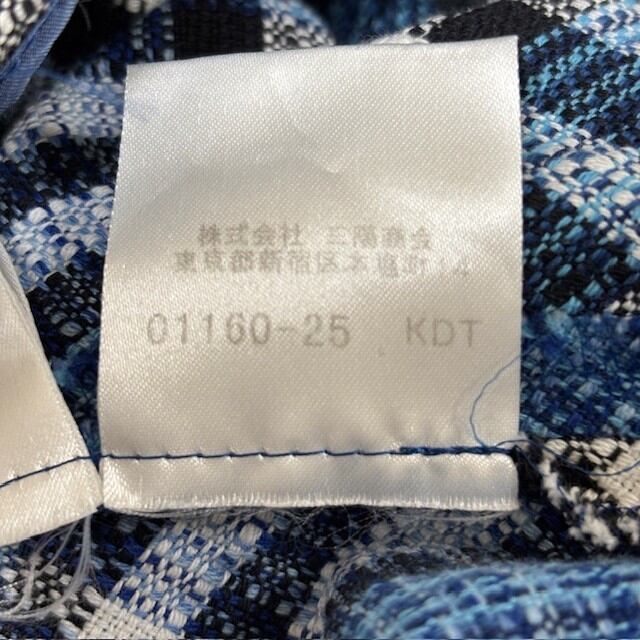 株式会社 三陽商会
東京都新宿区本塩町14
01160-25 KDT